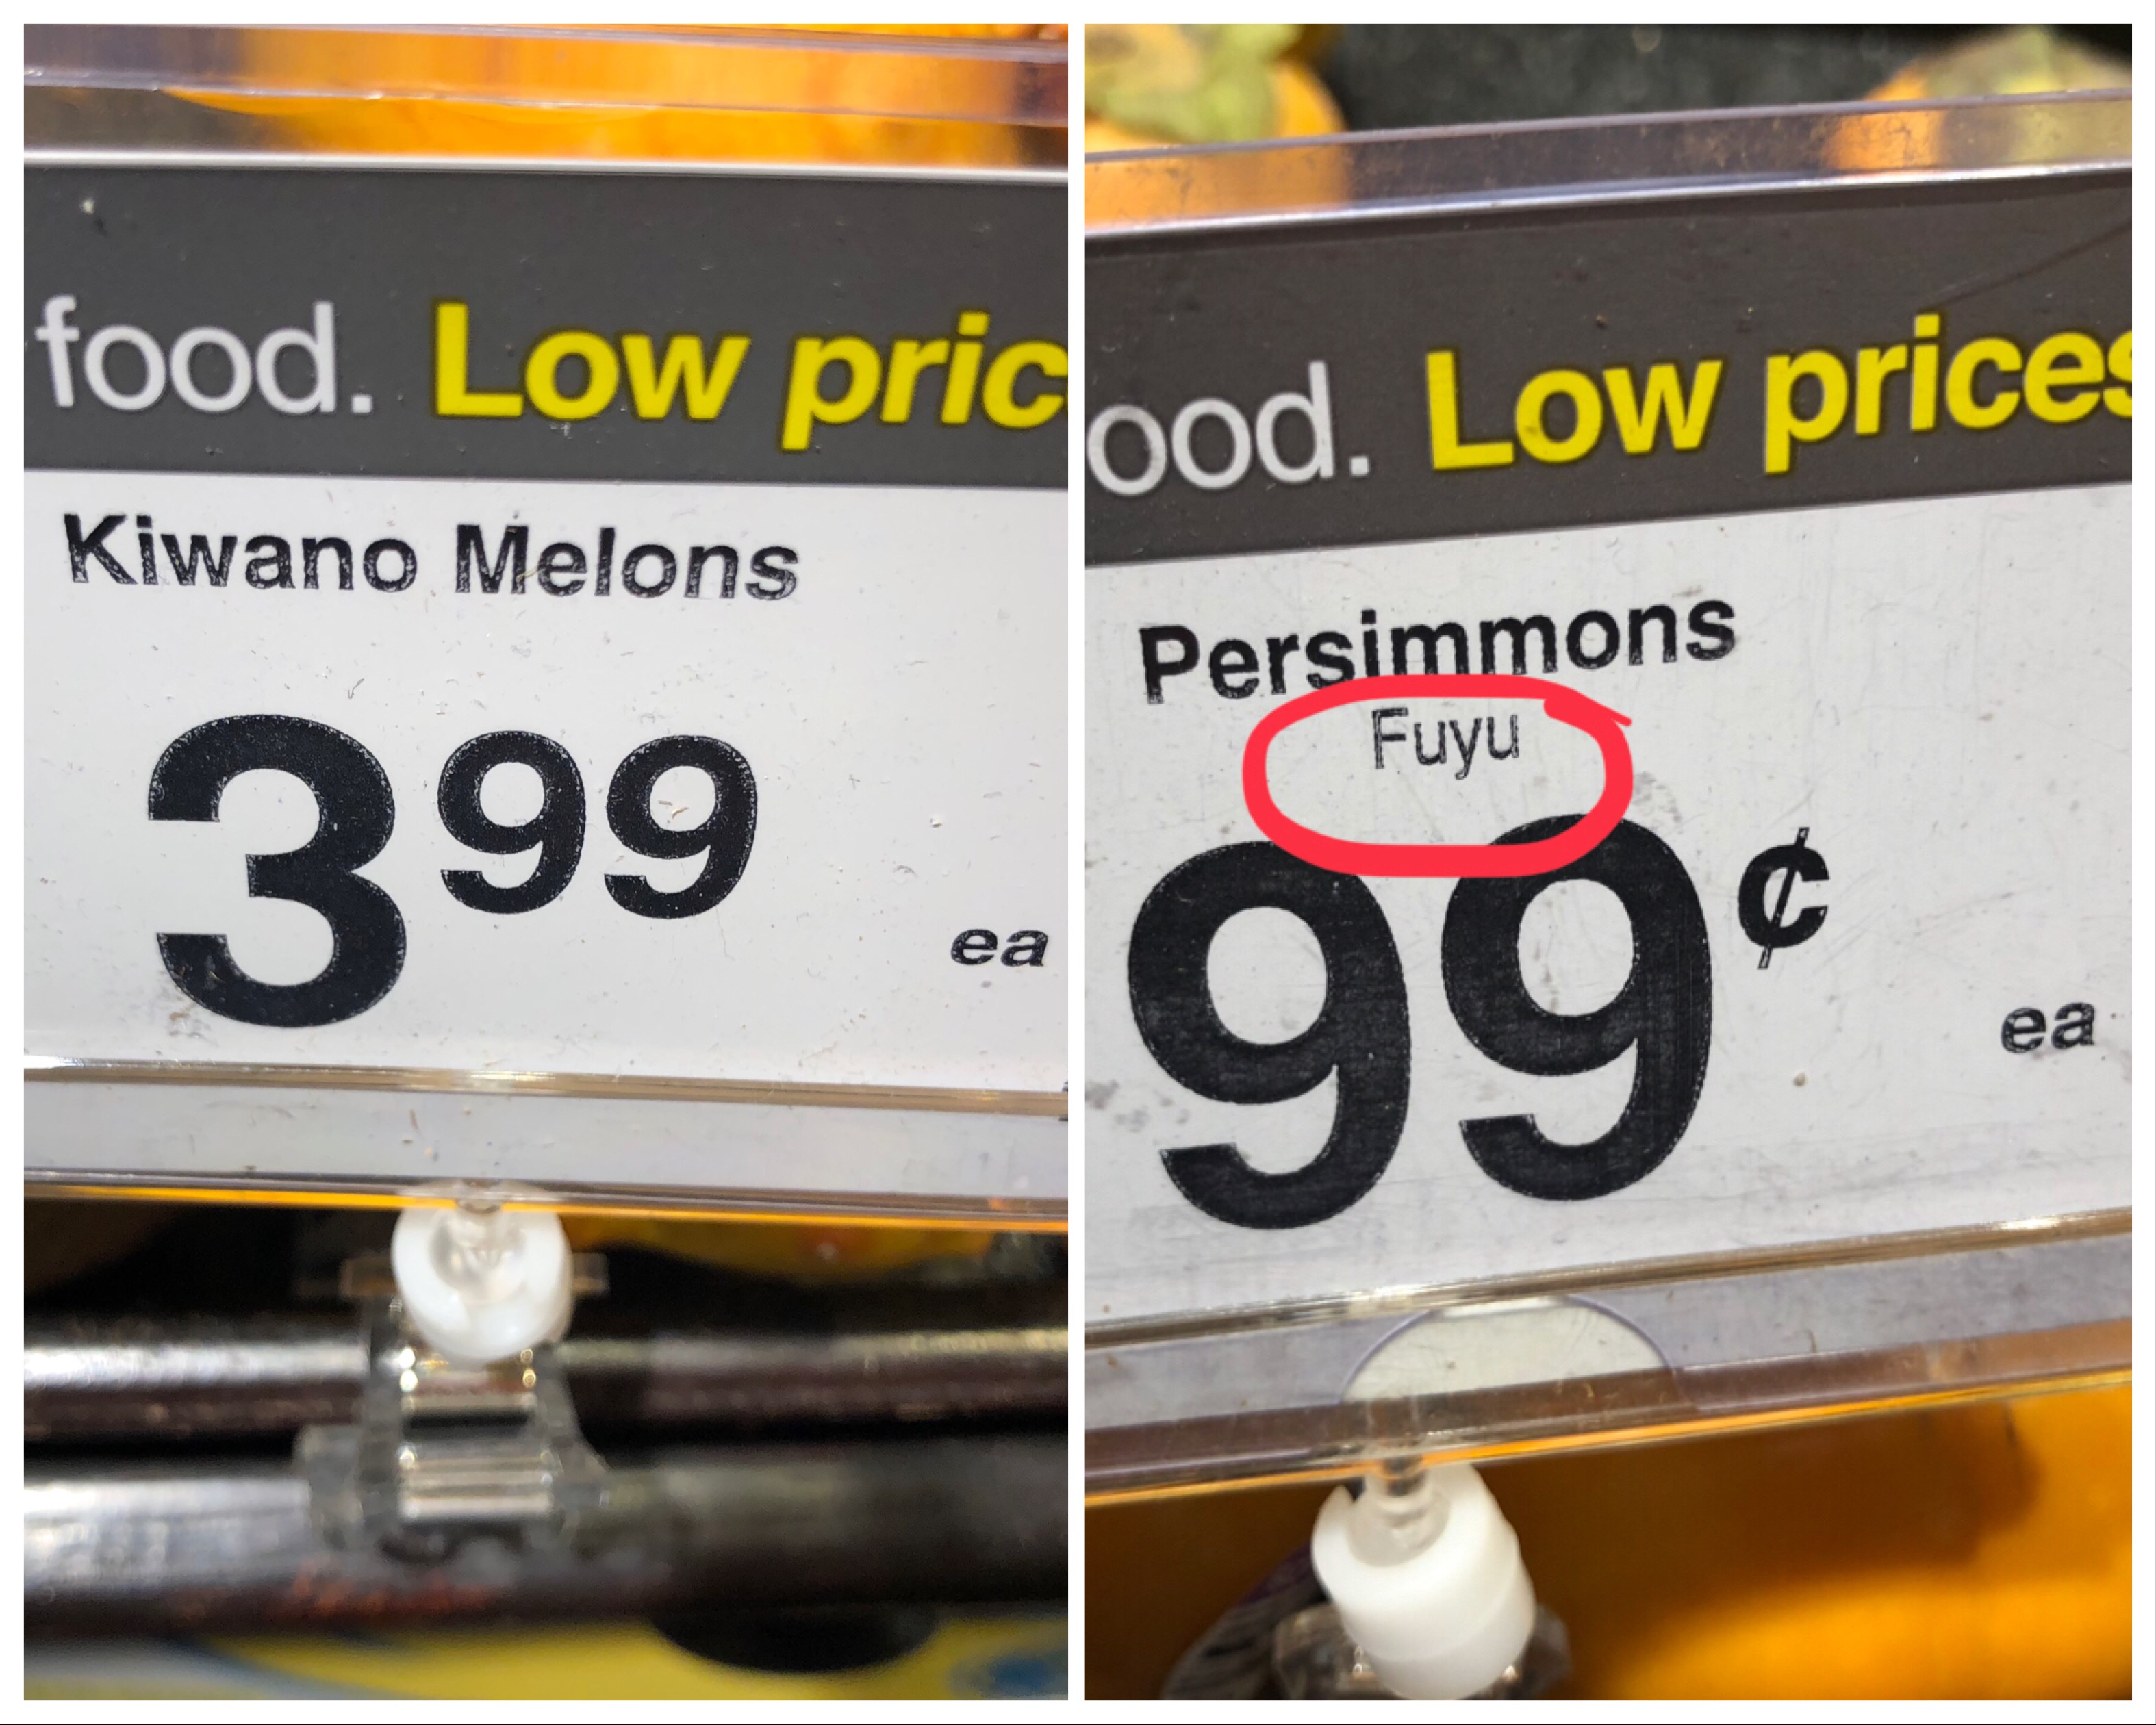 food. Low pric
Kiwano Melons
3 99
ea
ood. Low prices
Persimmons
Fuyu
99¢
ea